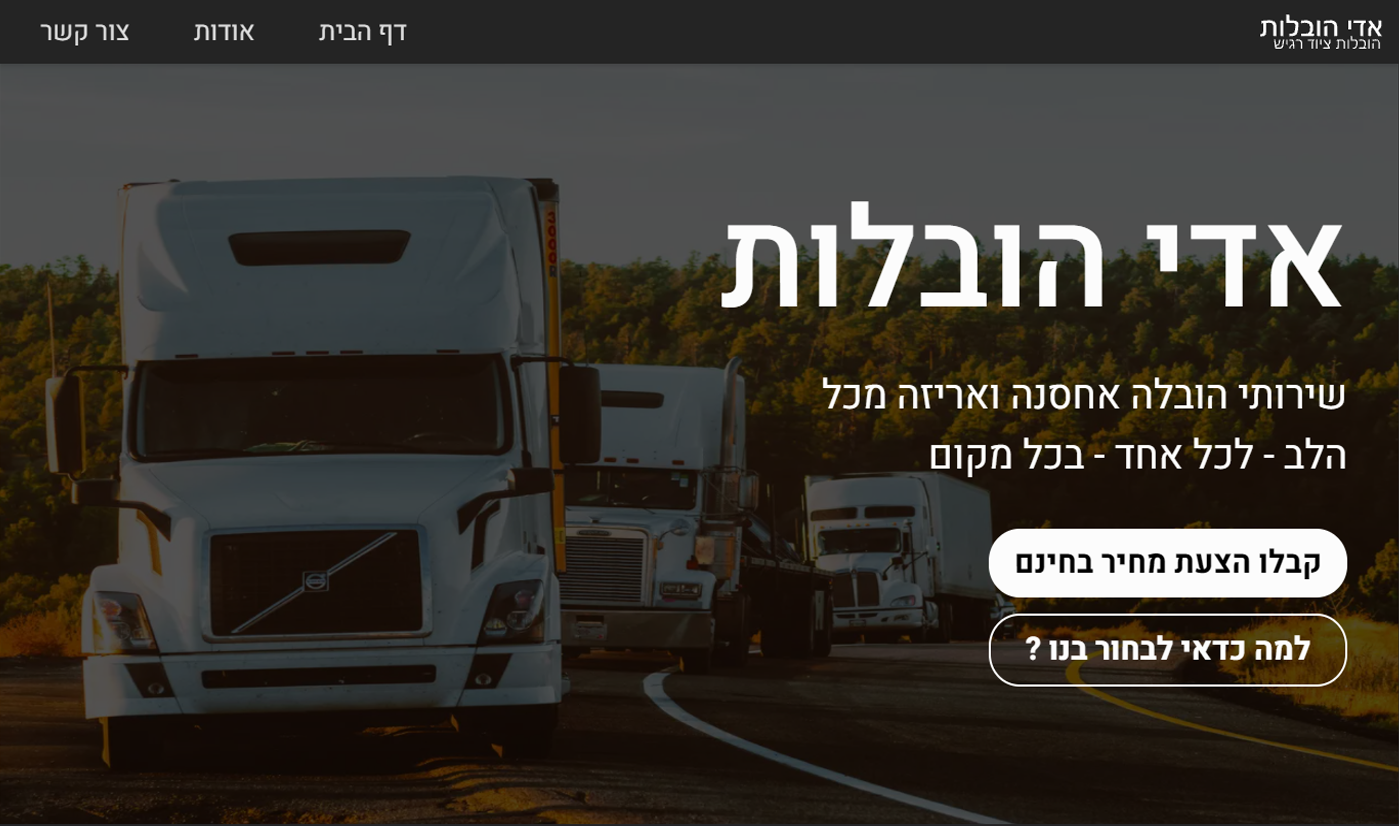 אדי הובלות
הובלות ציוד רגיש
דף הבית
אודות
צור קשר
אדי הובלות
שירותי הובלה אחסנה ואריזה מכל
הלב - לכל אחד - בכל מקום
קבלו הצעת מחיר בחינם
למה כדאי לבחור בנו ?